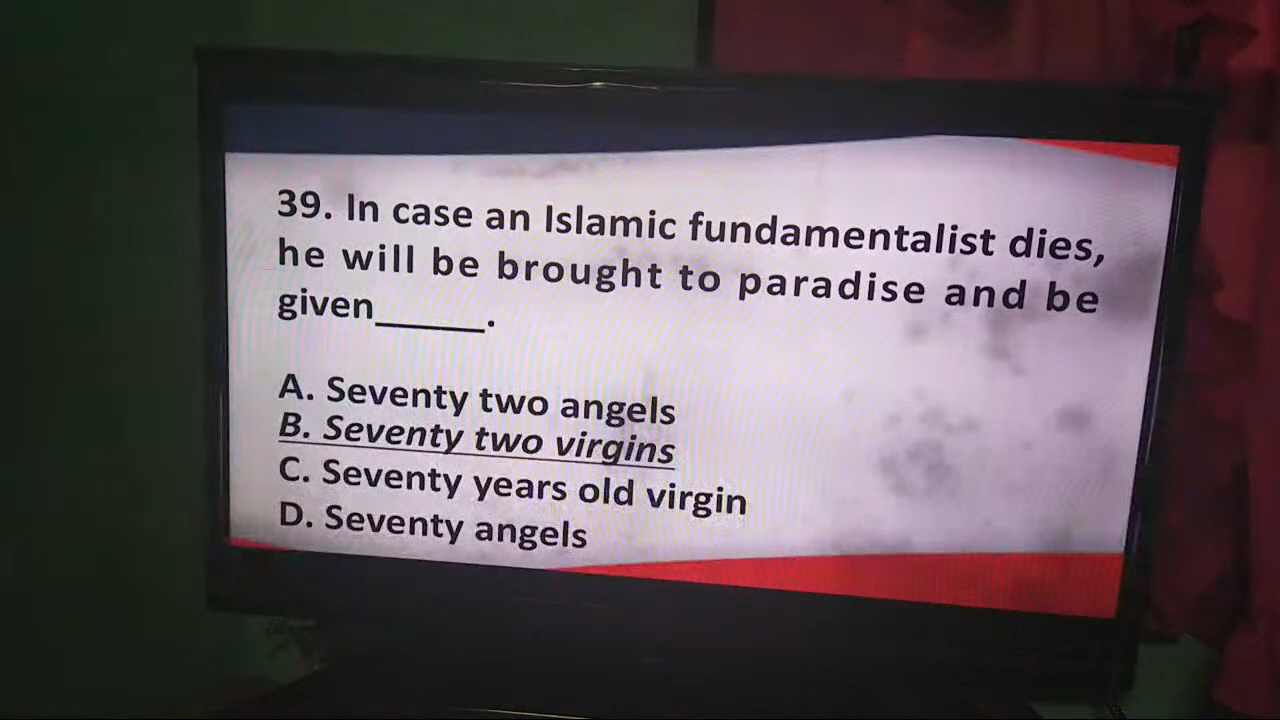 39. In case an Islamic fundamentalist dies,
he will be brought to paradise and be
given_____.
A. Seventy two angels
B. Seventy two virgins
C. Seventy years old virgin
D. Seventy angels